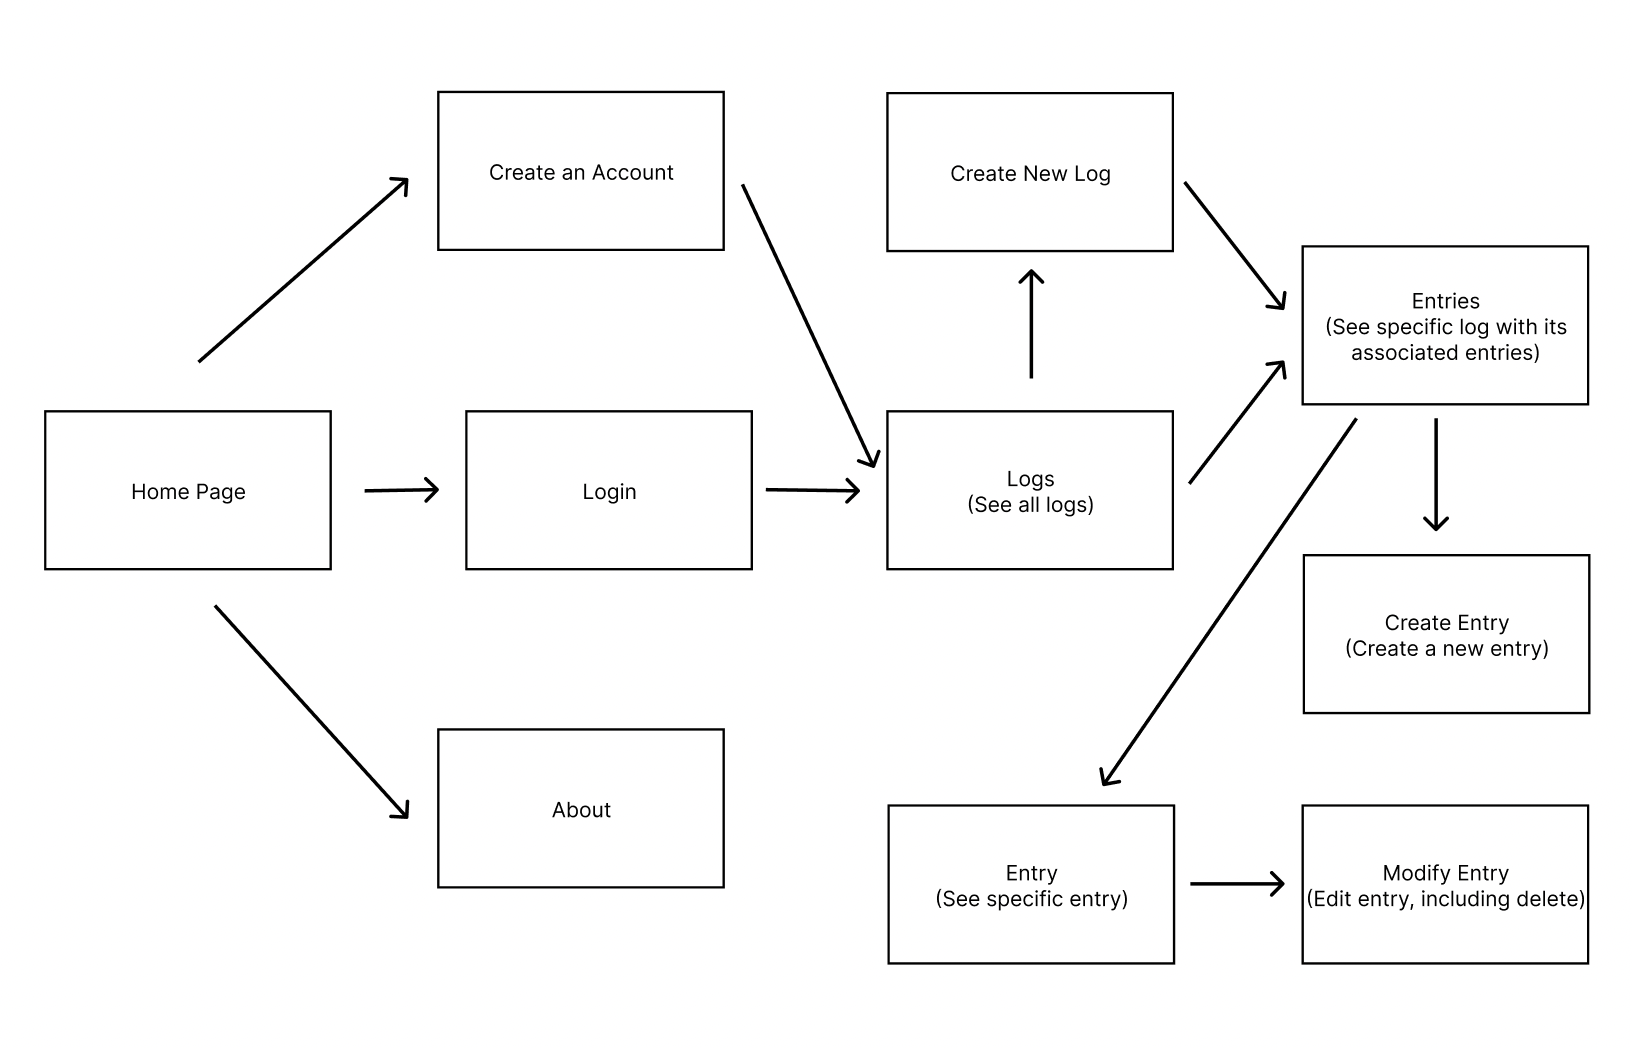 Create an Account
Create New Log
Entries
(See specific log with its
associated entries)
Home Page
Login
Logs
(See all logs)
Create Entry
(Create a new entry)
About
Entry
(See specific entry)
Modify Entry
(Edit entry, including delete)